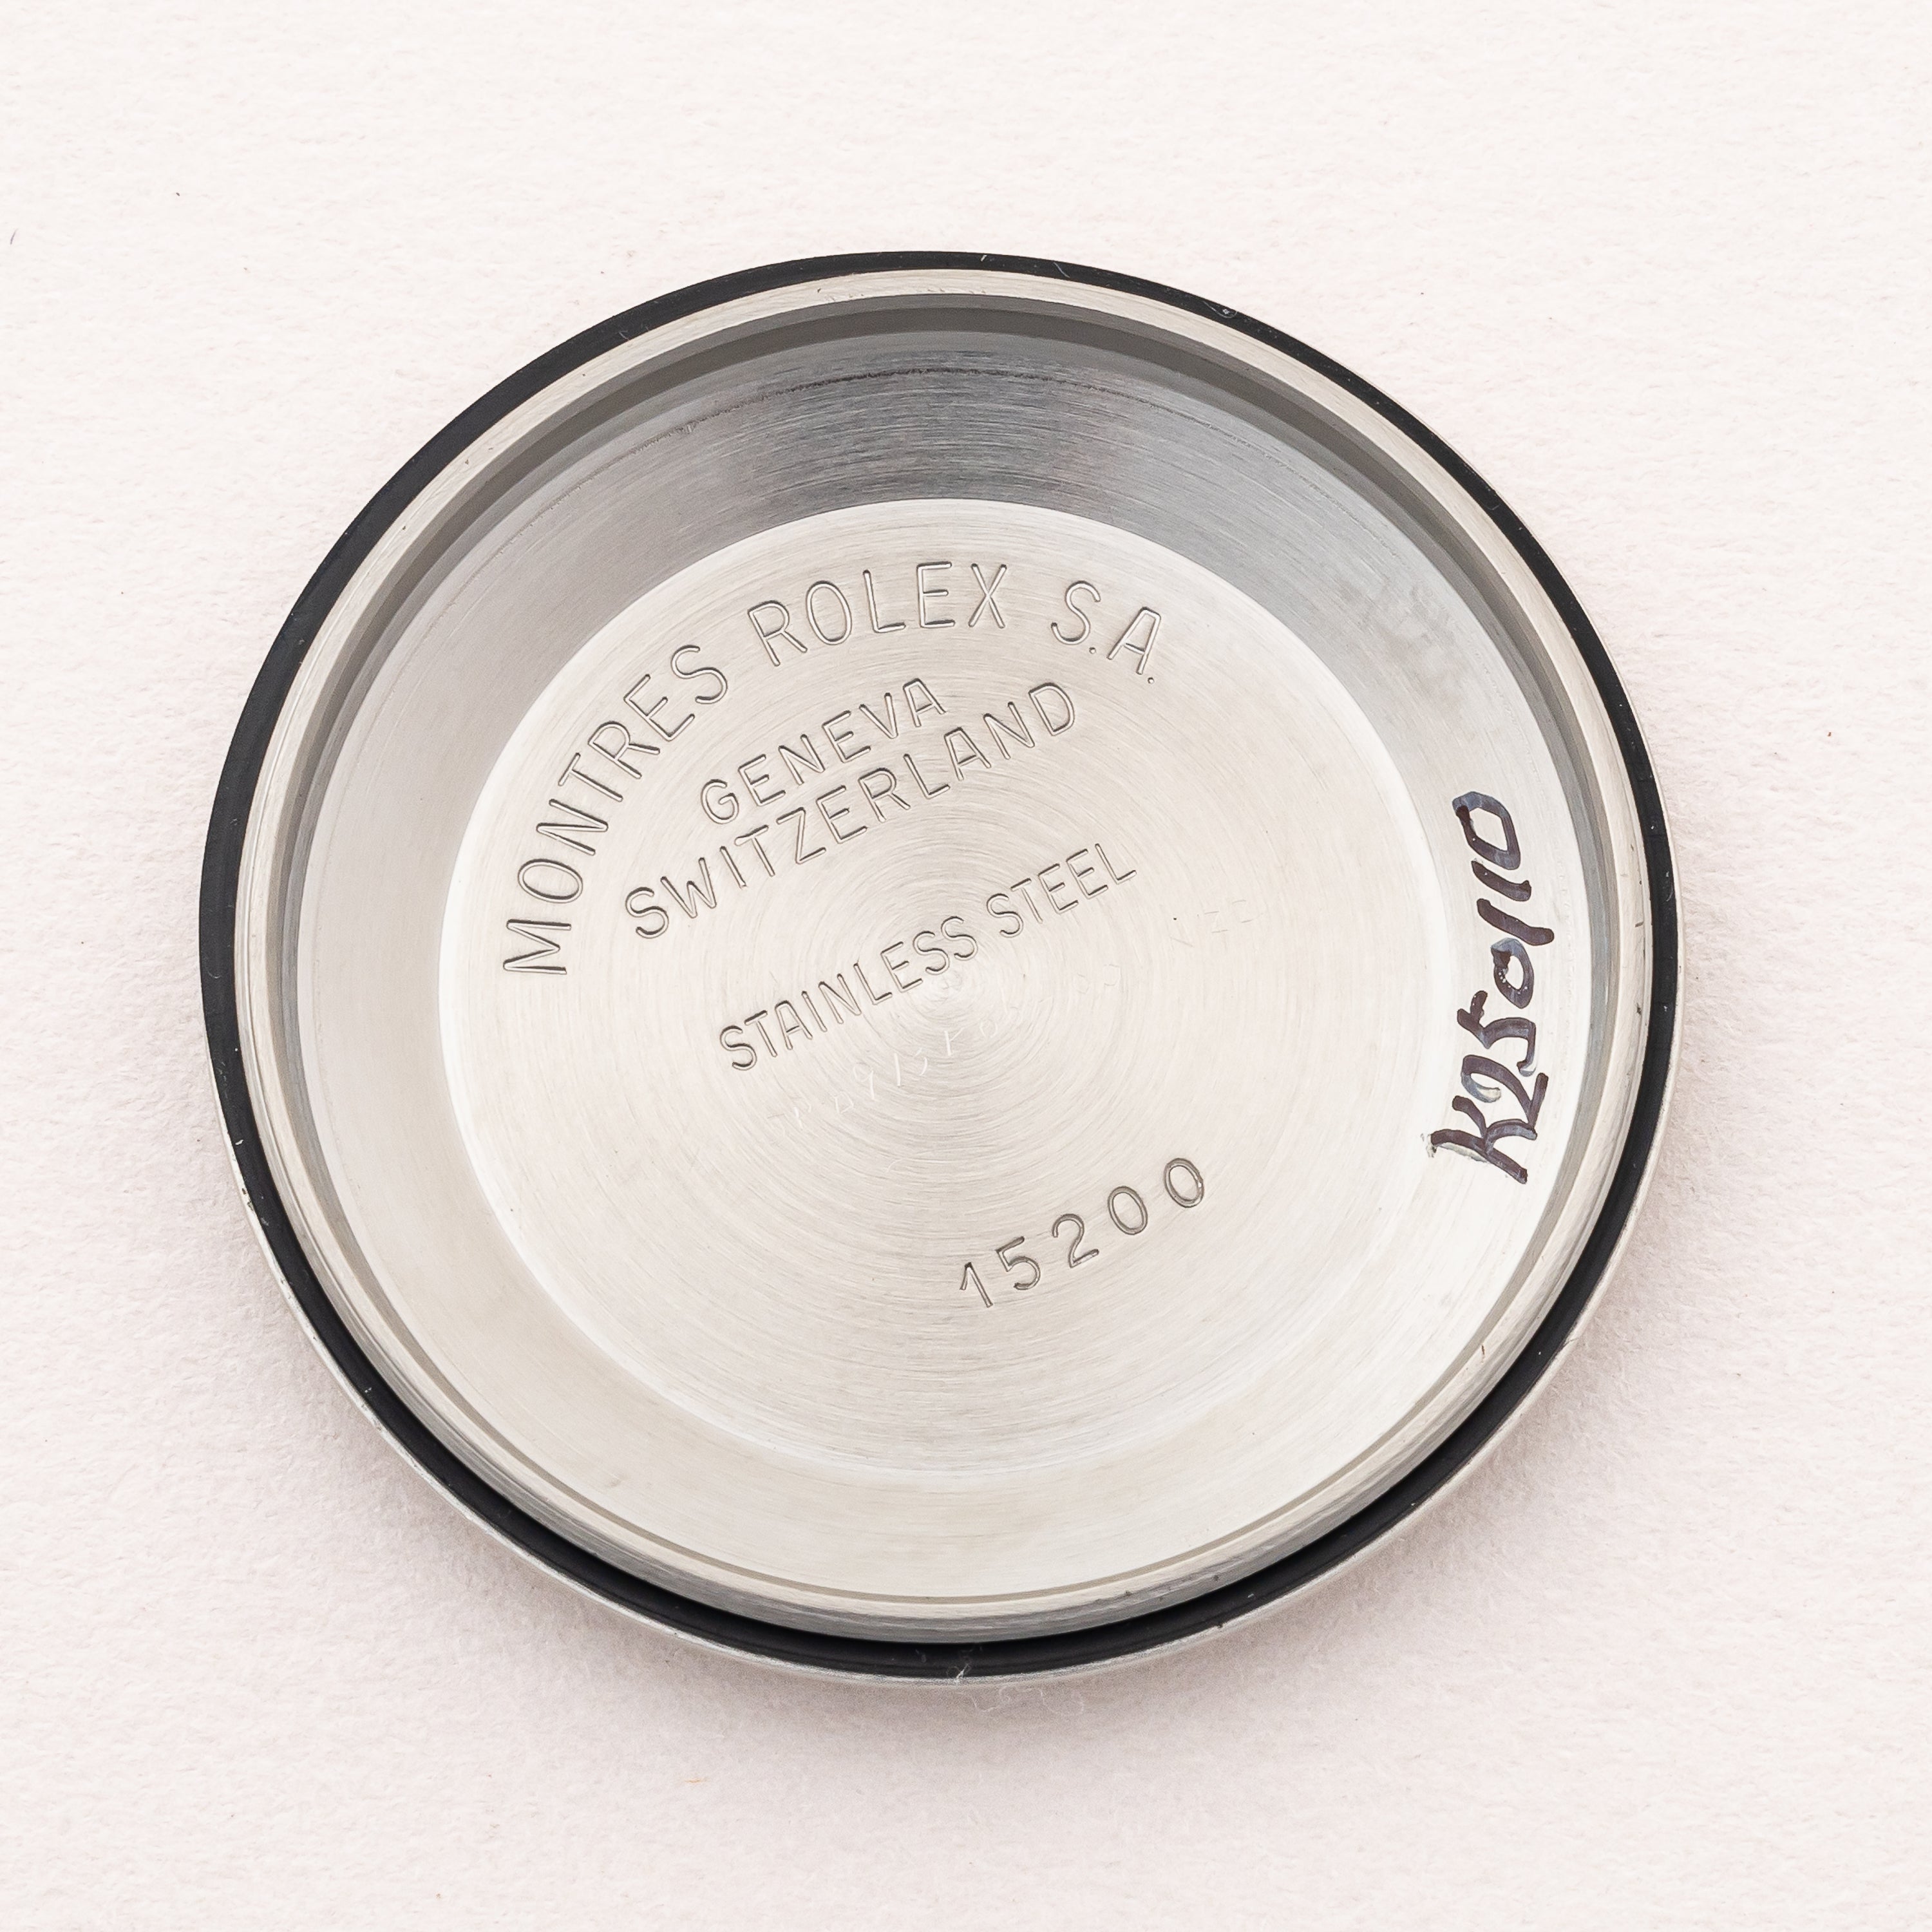 MONTRES ROLEX S.A.
GENEVA
SWITZERLAND
STAINLESS STEEL
15200
K250110